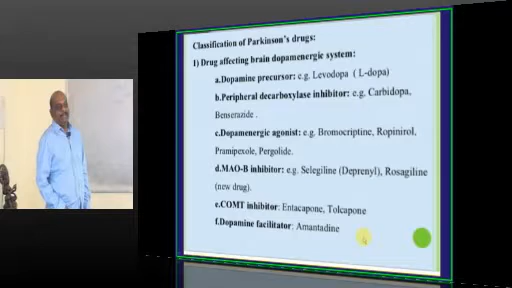 Classification of Parkinson's drugs:
1) Drug affecting brain dopamenergic system:
a.Dopamine precursor: e.g. Levodopa ( L-dopa)
b.Peripheral decarboxylase inhibitor: e.g. Carbidopa,
Benserazide .
c.Dopamenergic agonist: e.g. Bromocriptine, Ropinirol,
Pramipexole, Pergolide.
d.MAO-B inhibitor: e.g. Selegiline (Deprenyl), Rosagiline
(new drug).
e.COMT inhibitor: Entacapone, Tolcapone
f.Dopamine facilitator: Amantadine